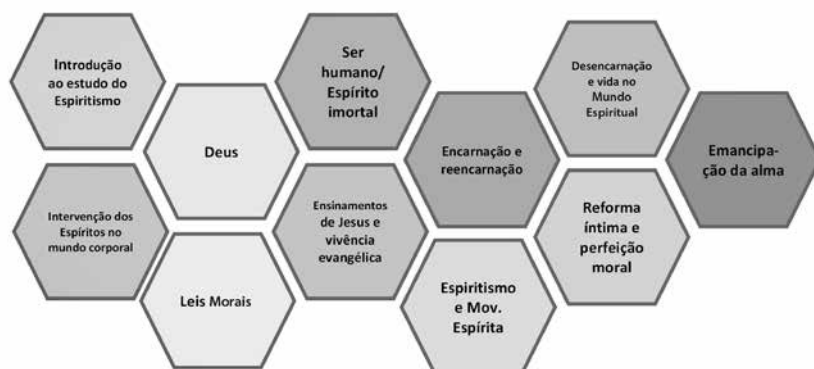 Introdução
ao estudo do
Espiritismo
Deus
Ser
humano/
Espírito
imortal
Encarnação e
reencarnação
Desencarnação
e vida no
Mundo
Espiritual
Emancipa-
ção da alma
Intervenção dos
Espíritos no
mundo corporal
Leis Morais
Ensinamentos
de Jesus e
vivência
evangélica
Espiritismo
e Mov.
Espírita
Reforma
íntima e
perfeição
moral